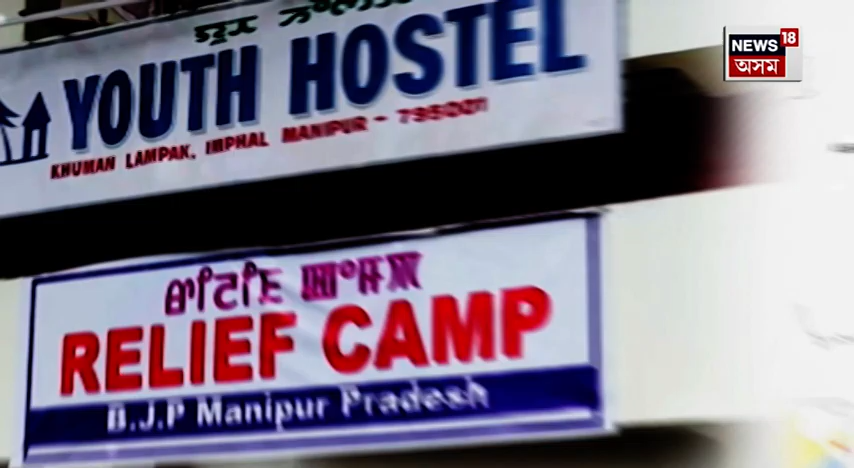 YOUTH HOSTEL
KHUMAN LAMPAK, IMPHAL MANIPUR - 795001
RELIEF CAMP
B.J.P Manipur Pradesh
NEWS 18
অসম